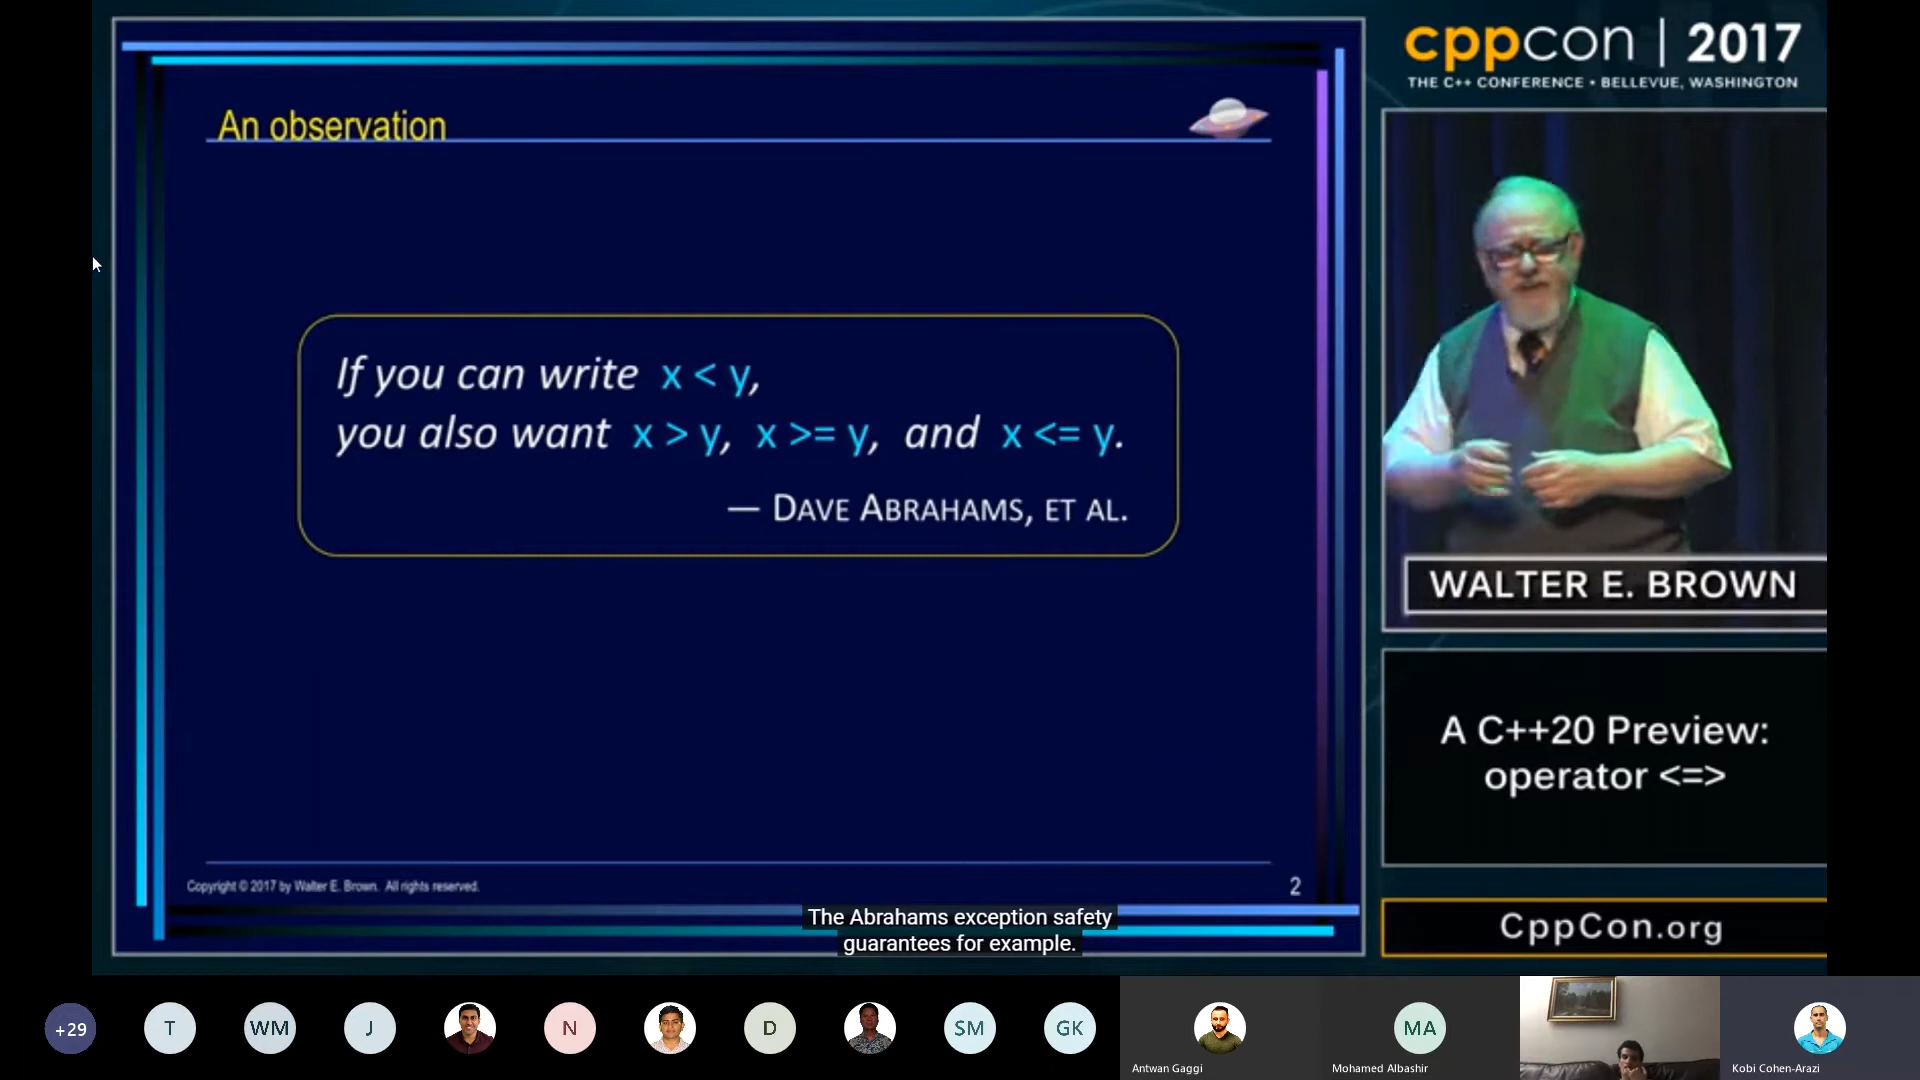 An observation
If you can write x < y,
you also want x > y, x >= y, and x <= y.
— DAVE ABRAHAMS, ET AL.
Copyright © 2017 by Walter E. Brown. All rights reserved.
2
The Abrahams exception safety
guarantees for example.
cppcon | 2017
THE C++ CONFERENCE • BELLEVUE, WASHINGTON
WALTER E. BROWN
A C++20 Preview:
operator <=>
CppCon.org
+29
T
WM
J
N
D
SM
GK
Antwan Gaggi
MA
Mohamed Albashir
Kobi Cohen-Arazi